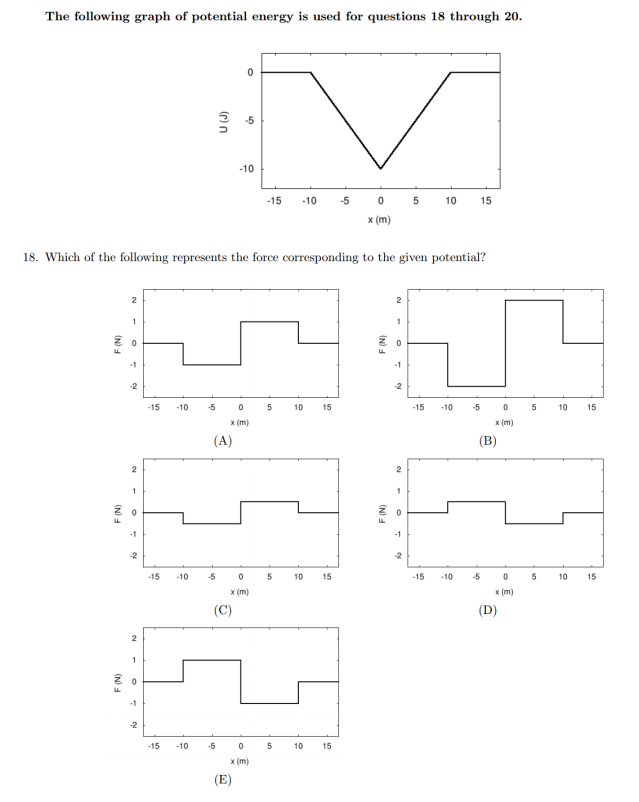 The following graph of potential energy is used for questions 18 through 20.
0
-5
-10
U (J)
-15 -10 -5 0 5 10 15
x (m)
18. Which of the following represents the force corresponding to the given potential?
2
1
0
-1
-2
F (N)
-15 -10 -5 0 5 10 15
x (m)
(A)
2
1
0
-1
-2
F (N)
-15 -10 -5 0 5 10 15
x (m)
(B)
2
1
0
-1
-2
F (N)
-15 -10 -5 0 5 10 15
x (m)
(C)
2
1
0
-1
-2
F (N)
-15 -10 -5 0 5 10 15
x (m)
(D)
2
1
0
-1
-2
F (N)
-15 -10 -5 0 5 10 15
x (m)
(E)